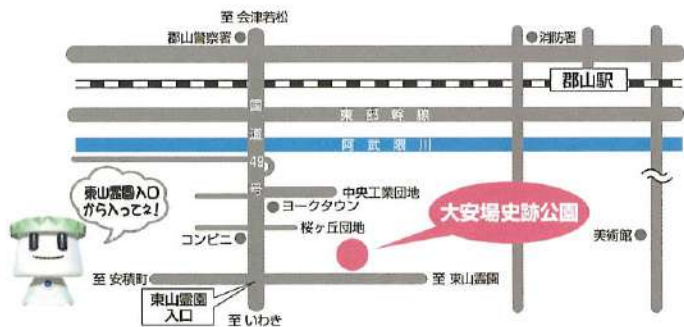 至 会津若松
郡山警察署
消防署
郡山駅
国道49号
東部幹線
阿武隈川
東山霊園入口
から入ってネ!
中央工業団地
ヨークタウン
大安場史跡公園
桜ヶ丘団地
コンビニ
美術館
至 安積町
至 東山霊園
東山霊園
入口
至 いわき